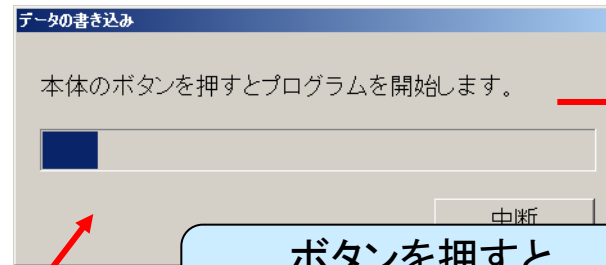 データの書き込み
本体のボタンを押すとプログラムを開始します。
中断
ボタンを押すと